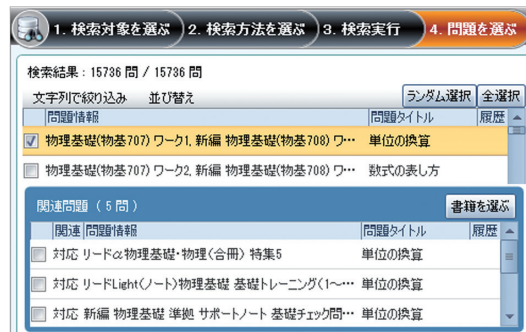 1. 検索対象を選ぶ 2. 検索方法を選ぶ 3. 検索実行 4. 問題を選ぶ
検索結果：15736 問 / 15736 問
文字列で絞り込み 並び替え ランダム選択 全選択
問題情報 問題タイトル 履歴
物理基礎(物基707) ワーク1, 新編 物理基礎(物基708) ワ… 単位の換算
物理基礎(物基707) ワーク2, 新編 物理基礎(物基708) ワ… 数式の表し方
関連問題（5問） 書籍を選ぶ
関連 問題情報 問題タイトル 履歴
対応 リードα物理基礎・物理(合冊) 特集5 単位の換算
対応 リードLight(ノート)物理基礎 基礎トレーニング(1～… 単位の換算
対応 新編 物理基礎 準拠 サポートノート 基礎チェック問… 単位の換算